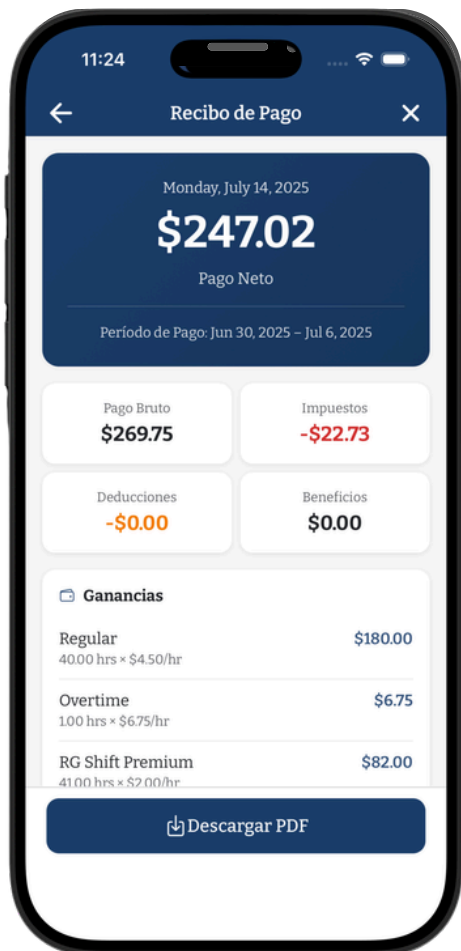 11:24
Recibo de Pago
Monday, July 14, 2025
$247.02
Pago Neto
Período de Pago: Jun 30, 2025 – Jul 6, 2025
Pago Bruto
$269.75
Impuestos
-$22.73
Deducciones
-$0.00
Beneficios
$0.00
Ganancias
Regular
$180.00
40.00 hrs × $4.50/hr
Overtime
$6.75
1.00 hrs × $6.75/hr
RG Shift Premium
$82.00
41.00 hrs × $2.00/hr
Descargar PDF